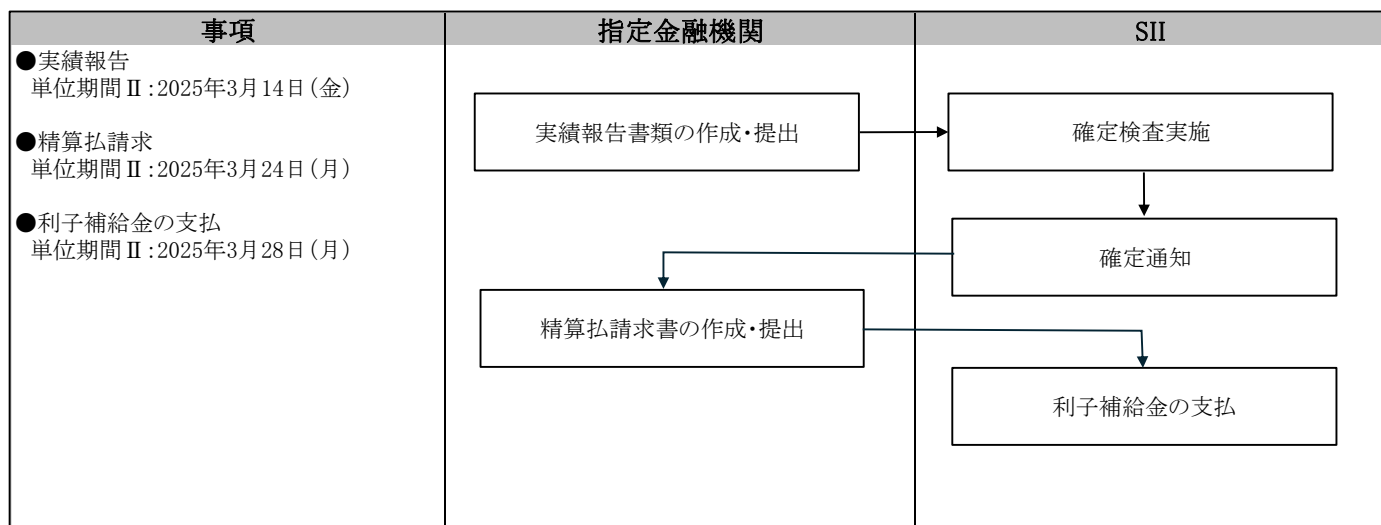 事項
指定金融機関
SII
●実績報告
単位期間Ⅱ:2025年3月14日(金)
●精算払請求
単位期間Ⅱ:2025年3月24日(月)
●利子補給金の支払
単位期間Ⅱ:2025年3月28日(月)
実績報告書類の作成・提出
確定検査実施
確定通知
精算払請求書の作成・提出
利子補給金の支払